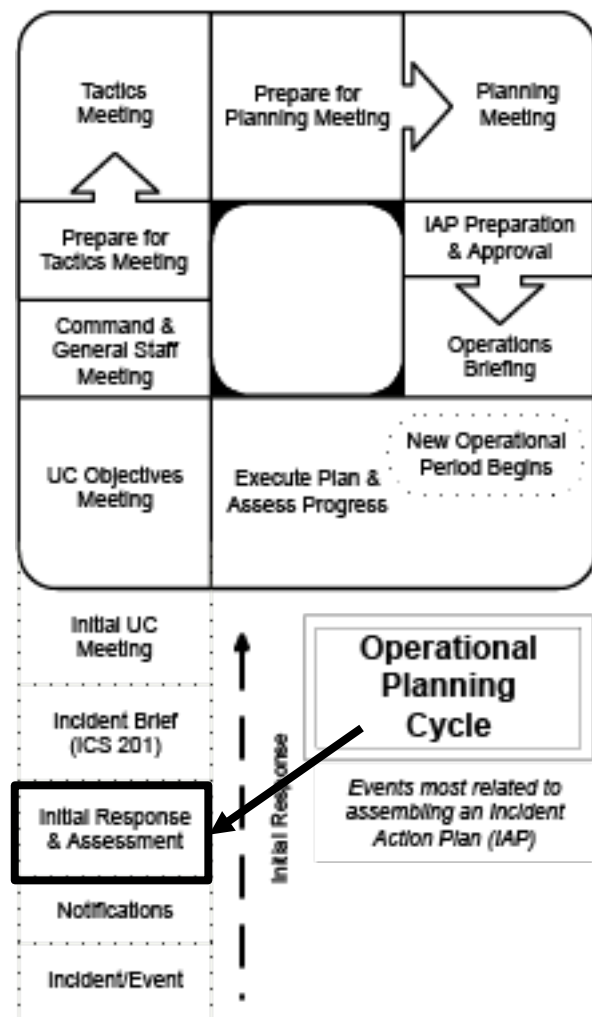 Tactics
Meeting
Prepare for
Planning Meeting
Planning
Meeting
Prepare for
Tactics Meeting
IAP Preparation
& Approval
Command &
General Staff
Meeting
Operations
Briefing
UC Objectives
Meeting
Execute Plan &
Assess Progress
New Operational
Period Begins
Initial UC
Meeting
Incident Brief
(ICS 201)
Initial Response
& Assessment
Notifications
Incident/Event
Initial Response
Operational
Planning
Cycle
Events most related to
assembling an Incident
Action Plan (IAP)